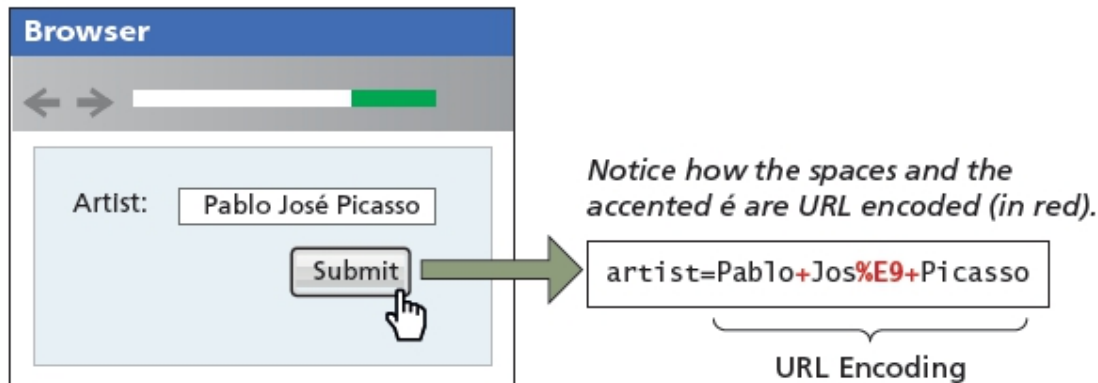 Browser
Artist:
Pablo José Picasso
Submit
Notice how the spaces and the
accented é are URL encoded (in red).
artist=Pablo+Jos%E9+Picasso
URL Encoding